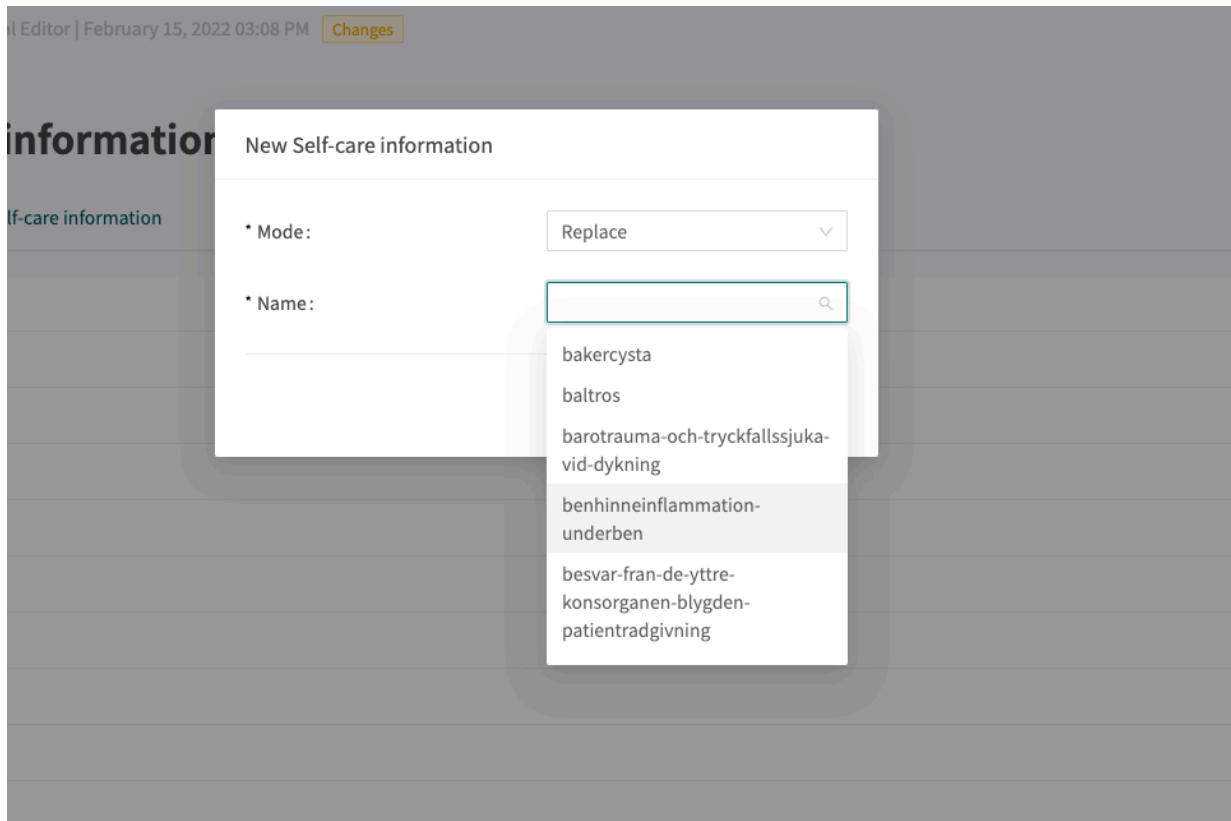 l Editor | February 15, 2022 03:08 PM Changes
information
New Self-care information
lf-care information
* Mode:
Replace
* Name:
bakercysta
baltros
barotrauma-och-tryckfallssjuka-
vid-dykning
benhinneinflammation-
underben
besvar-fran-de-yttre-
konsorganen-blygden-
patientradgivning